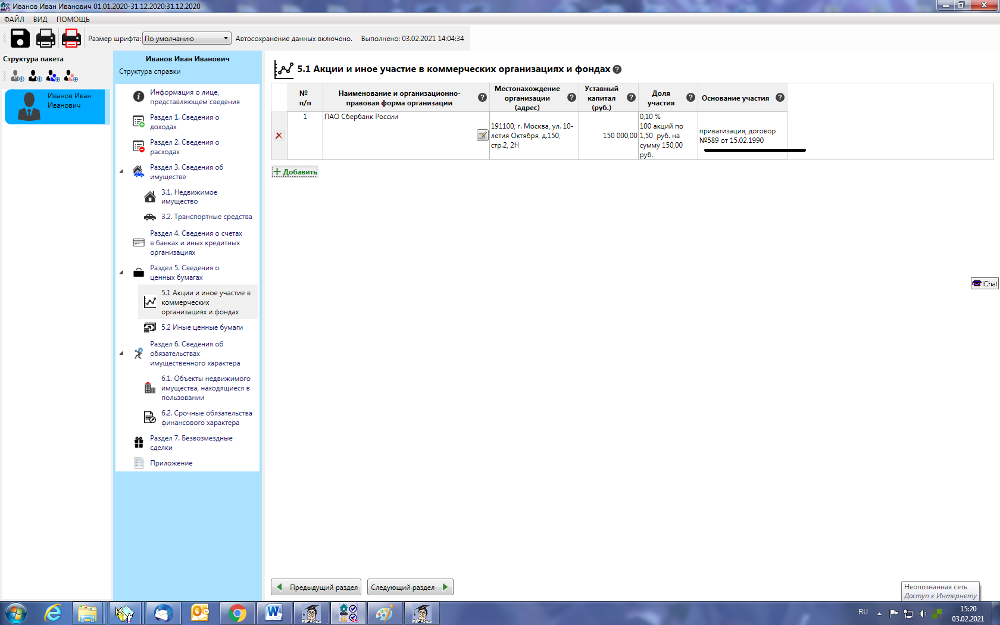 Иванов Иван Иванович 01.01.2020-31.12.2020:31.12.2020
ФАЙЛ ВИД ПОМОЩЬ
Размер шрифта: По умолчанию Автосохранение данных включено. Выполнено: 03.02.2021 14:04:34
Структура пакета
Иванов Иван
Иванович
Иванов Иван Иванович
Структура справки
Информация о лице,
представляющем сведения
Раздел 1. Сведения о
доходах
Раздел 2. Сведения о
расходах
Раздел 3. Сведения об
имуществе
3.1. Недвижимое
имущество
3.2. Транспортные средства
Раздел 4. Сведения о счетах
в банках и иных кредитных
организациях
Раздел 5. Сведения о
ценных бумагах
5.1 Акции и иное участие в
коммерческих
организациях и фондах
5.2 Иные ценные бумаги
Раздел 6. Сведения об
обязательствах
имущественного характера
6.1. Объекты недвижимого
имущества, находящиеся в
пользовании
6.2. Срочные обязательства
финансового характера
Раздел 7. Безвозмездные
сделки
Приложение
5.1 Акции и иное участие в коммерческих организациях и фондах
№
п/п
Наименование и организационно-
правовая форма организации
Местонахождение
организации
(адрес)
Уставный
капитал
(руб.)
Доля
участия
Основание участия
1
ПАО Сбербанк России
191100, г. Москва, ул. 10-
летия Октября, д.150,
стр.2, 2Н
150 000,00
0,10 %
100 акций по
1,50 руб. на
сумму 150,00
руб.
приватизация, договор
№589 от 15.02.1990
Добавить
IChat
Предыдущий раздел
Следующий раздел
Неопознанная сеть
Доступ к Интернету
RU
15:20
03.02.2021